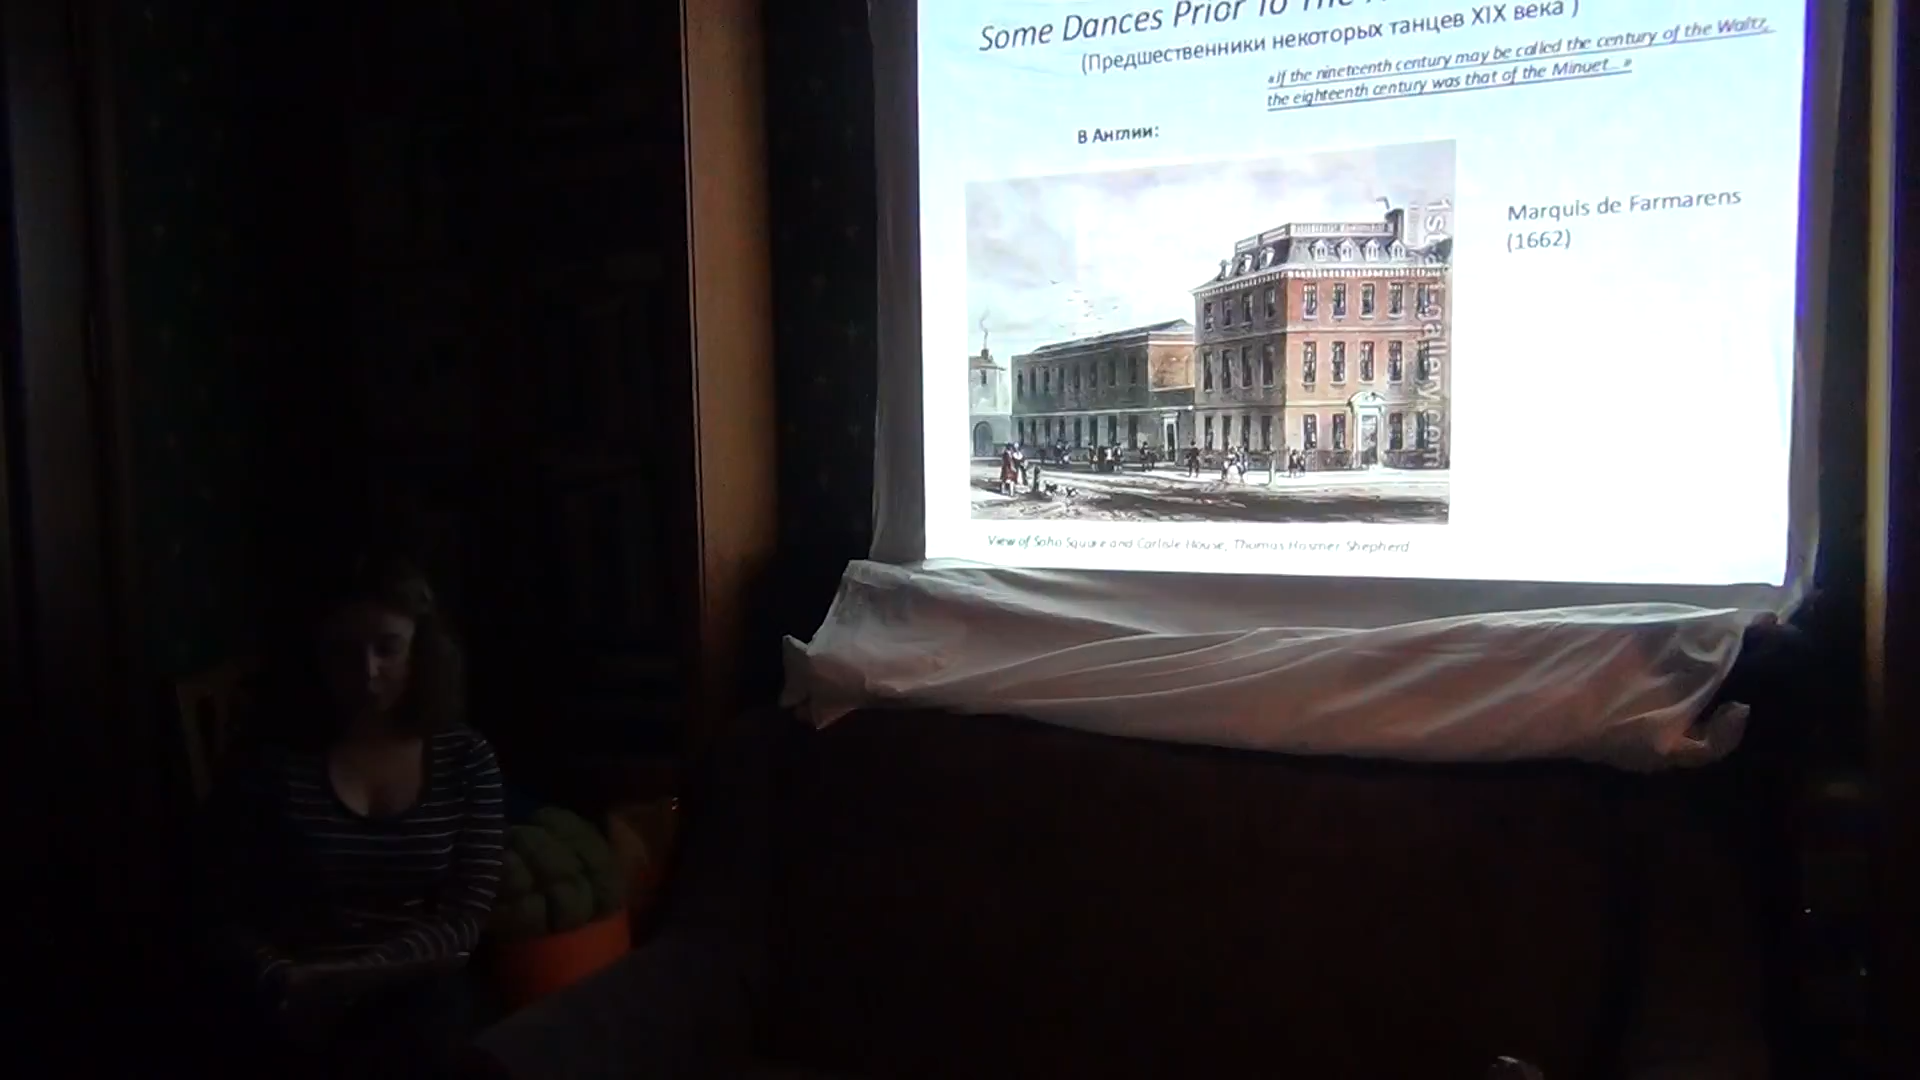 Some Dances Prior To The
(Предшественники некоторых танцев XIX века )
«If the nineteenth century may be called the century of the Waltz,
the eighteenth century was that of the Minuet...»
В Англии:
Marquis de Farmarens
(1662)
gallery.com
View of Soho Square and Carlisle House, Thomas Hosmer Shepherd